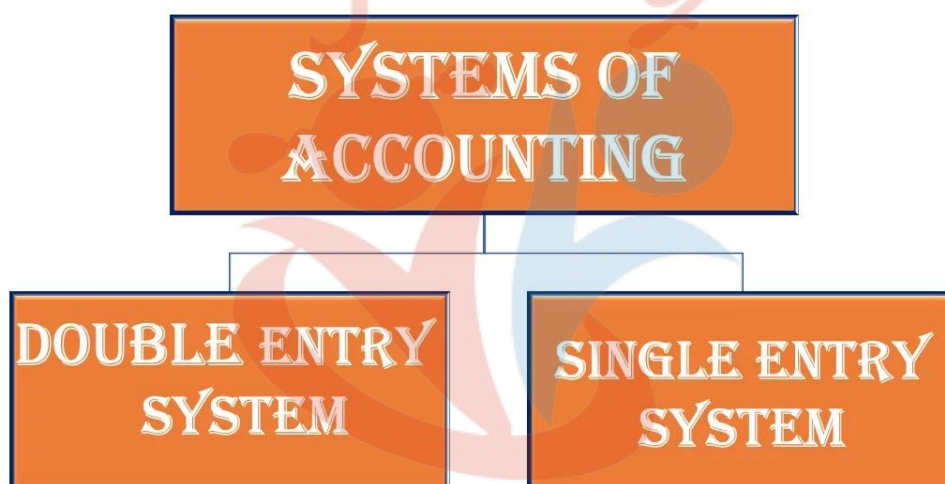 SYSTEMS OF
ACCOUNTING
DOUBLE ENTRY
SYSTEM
SINGLE ENTRY
SYSTEM